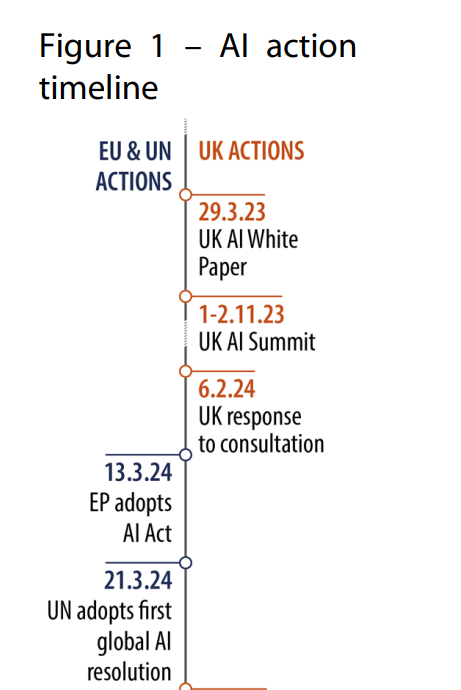 Figure 1 – AI action
timeline
EU & UN
ACTIONS
UK ACTIONS
29.3.23
UK AI White
Paper
1-2.11.23
UK AI Summit
6.2.24
UK response
to consultation
13.3.24
EP adopts
AI Act
21.3.24
UN adopts first
global AI
resolution